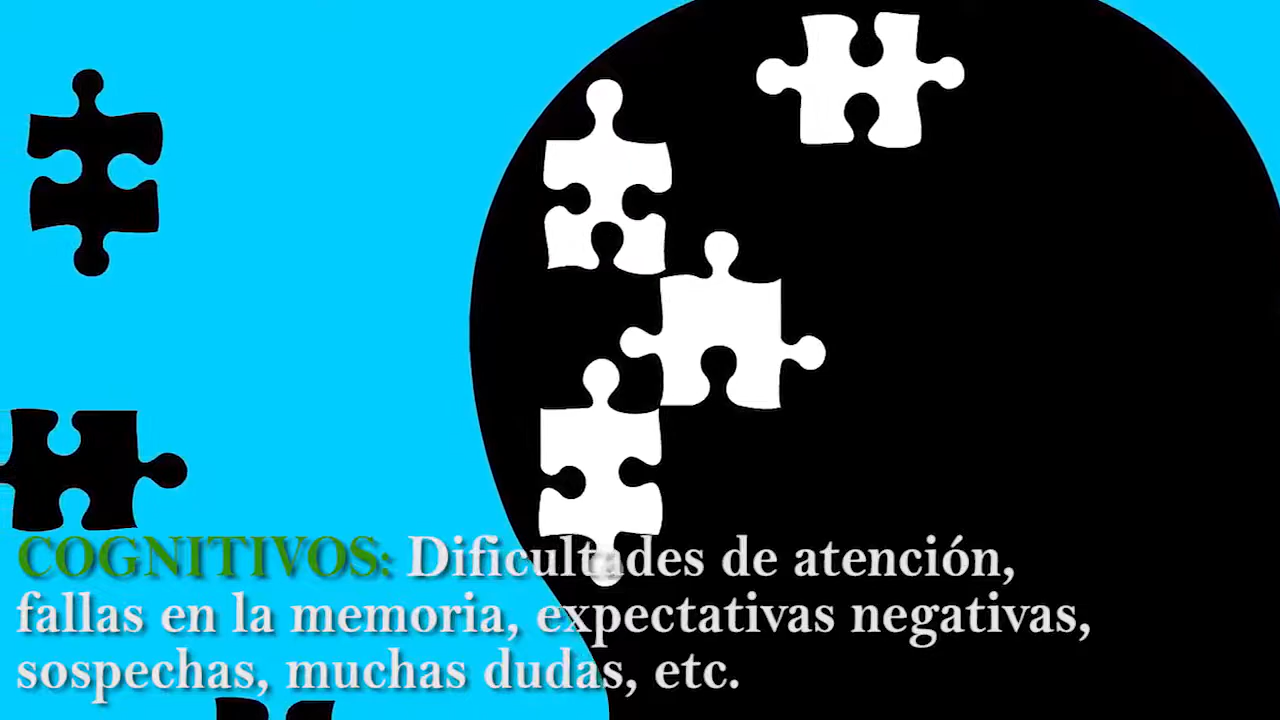 COGNITIVOS: Dificultades de atención,
fallas en la memoria, expectativas negativas,
sospechas, muchas dudas, etc.